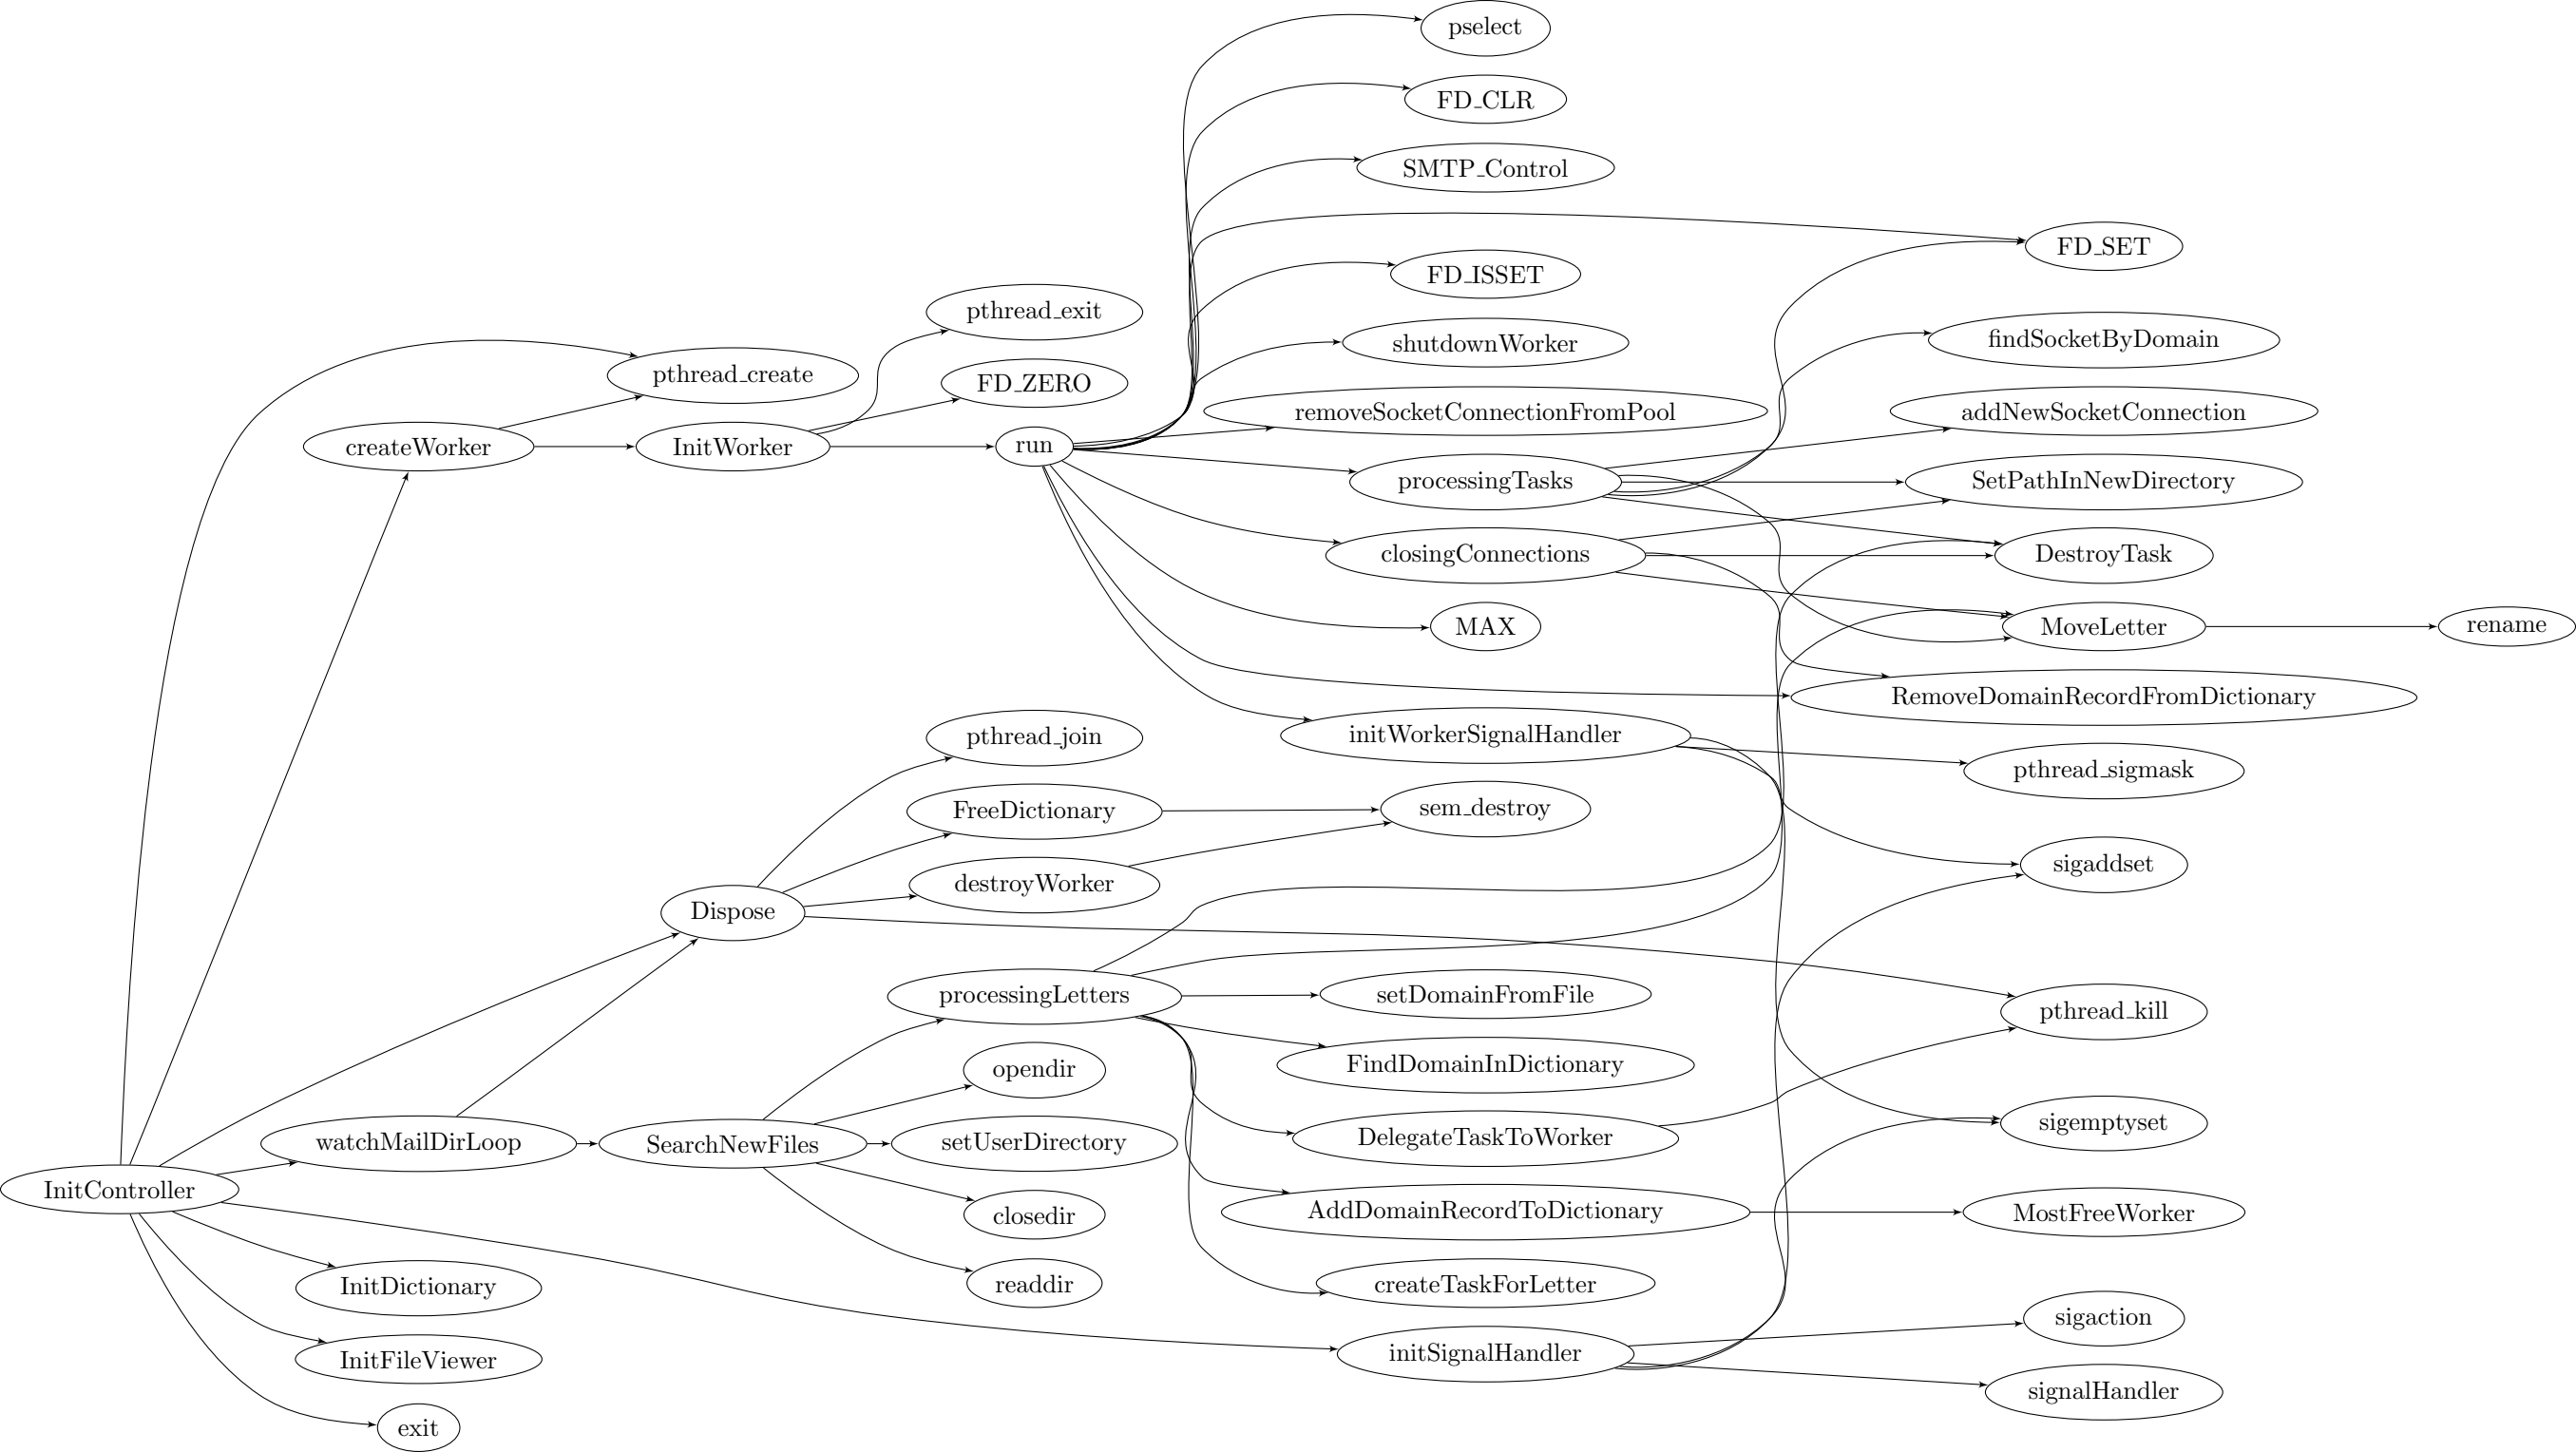 pselect
FD_CLR
SMTP_Control
FD_SET
FD_ISSET
pthread_exit
findSocketByDomain
shutdownWorker
pthread_create
FD_ZERO
removeSocketConnectionFromPool
addNewSocketConnection
createWorker
InitWorker
run
processingTasks
SetPathInNewDirectory
closingConnections
DestroyTask
MAX
MoveLetter
rename
RemoveDomainRecordFromDictionary
pthread_join
initWorkerSignalHandler
pthread_sigmask
FreeDictionary
sem_destroy
sigaddset
destroyWorker
Dispose
processingLetters
setDomainFromFile
pthread_kill
opendir
FindDomainInDictionary
sigemptyset
watchMailDirLoop
SearchNewFiles
setUserDirectory
DelegateTaskToWorker
InitController
closedir
AddDomainRecordToDictionary
MostFreeWorker
InitDictionary
readdir
createTaskForLetter
sigaction
InitFileViewer
initSignalHandler
signalHandler
exit